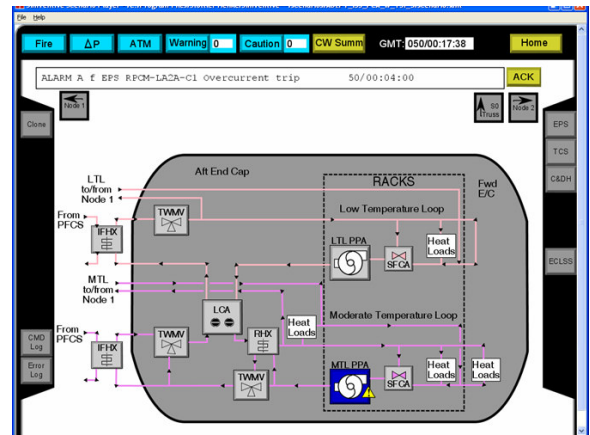 File Help
Fire ΔP ATM Warning 0 Caution 0 CW Summ GMT: 050/00:17:38 Home
ALARM A f EPS RPCM-LA2A-C1 Overcurrent trip 50/00:04:00 ACK
Node 1
S0 Truss
Node 2
Clone
EPS
TCS
C&DH
ECLSS
CMD Log
Error Log
Aft End Cap
RACKS
Fwd E/C
LTL to/from Node 1
From PFCS
IFHX
TWMV
Low Temperature Loop
LTL PPA
SFCA
Heat Loads
MTL to/from Node 1
LCA
RHX
Heat Loads
Moderate Temperature Loop
From PFCS
IFHX
TWMV
TWMV
MTL PPA
SFCA
Heat Loads
Heat Loads